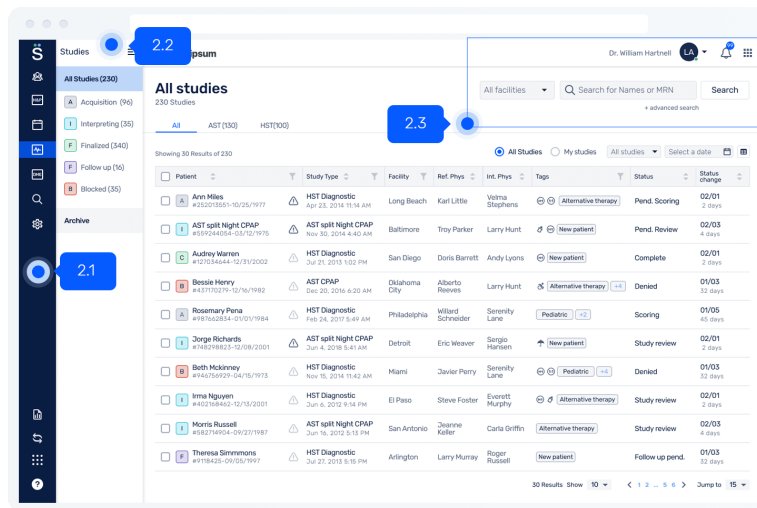 Studies
2.2
ipsum
Dr. William Hartnell
LA
99
All Studies (230)
A Acquisition (96)
I Interpreting (35)
F Finalized (340)
F Follow up (16)
B Blocked (35)
Archive
H&P
DME
2.1
All studies
230 Studies
All facilities
Search for Names or MRN
Search
+ advanced search
2.3
All AST (130) HST(100)
Showing 30 Results of 230
All Studies My studies All studies Select a date
Patient Study Type Facility Ref. Phys Int. Phys Tags Status Status change
A Ann Miles HST Diagnostic Long Beach Karl Little Velma Stephens Alternative therapy Pend. Scoring 02/01
#252013551-10/25/1977 Apr 23, 2014 11:14 AM 2 days
I AST split Night CPAP AST split Night CPAP Baltimore Troy Parker Larry Hunt New patient Pend. Review 02/03
#559244054-03/12/1975 Nov 30, 2014 4:40 AM 4 days
C Audrey Warren HST Diagnostic San Diego Doris Barrett Andy Lyons New patient Complete 02/01
#127034644-12/31/2002 Jul 21, 2013 1:02 PM 2 days
B Bessie Henry AST CPAP Oklahoma City Alberto Reeves Larry Hunt Alternative therapy +4 Denied 01/03
#437170279-12/16/1982 Dec 20, 2016 6:20 AM 32 days
A Rosemary Pena HST Diagnostic Philadelphia Willard Schneider Serenity Lane Pediatric +2 Scoring 01/05
#987662834-01/01/1984 Feb 24, 2017 5:49 AM 45 days
I Jorge Richards AST split Night CPAP Detroit Eric Weaver Sergio Hansen New patient Study review 02/01
#748298823-12/08/2001 Jun 4, 2018 5:41 AM 2 days
B Beth Mckinney HST Diagnostic Miami Javier Perry Serenity Lane Pediatric +4 Denied 01/03
#946756929-04/15/1973 Nov 15, 2014 11:42 AM 32 days
I Irma Nguyen HST Diagnostic El Paso Steve Foster Everett Murphy Alternative therapy Study review 02/01
#402168462-12/13/2001 Jun 6, 2012 9:14 PM 2 days
I Morris Russell AST split Night CPAP San Antonio Jeanne Keller Carla Griffin Alternative therapy Study review 02/03
#582714904-09/27/1987 Jun 16, 2012 5:13 PM 4 days
F Theresa Simmmons HST Diagnostic Arlington Larry Murray Roger Russell New patient Follow up pend. 01/03
#9118425-09/05/1997 Jul 27, 2013 5:15 PM 32 days
30 Results Show 10 1 2 ... 5 6 Jump to 15